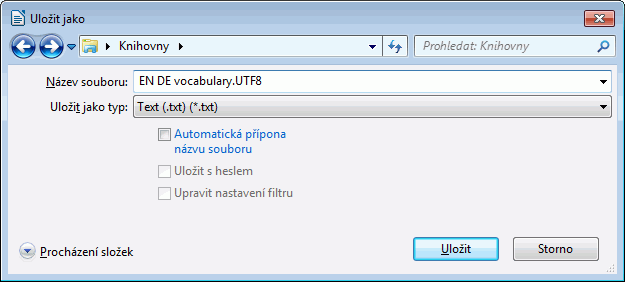 Uložit jako
Knihovny
Prohledat: Knihovny
Název souboru: EN DE vocabulary.UTF8
Uložit jako typ: Text (.txt) (*.txt)
Automatická přípona
názvu souboru
Uložit s heslem
Upravit nastavení filtru
Procházení složek
Uložit
Storno